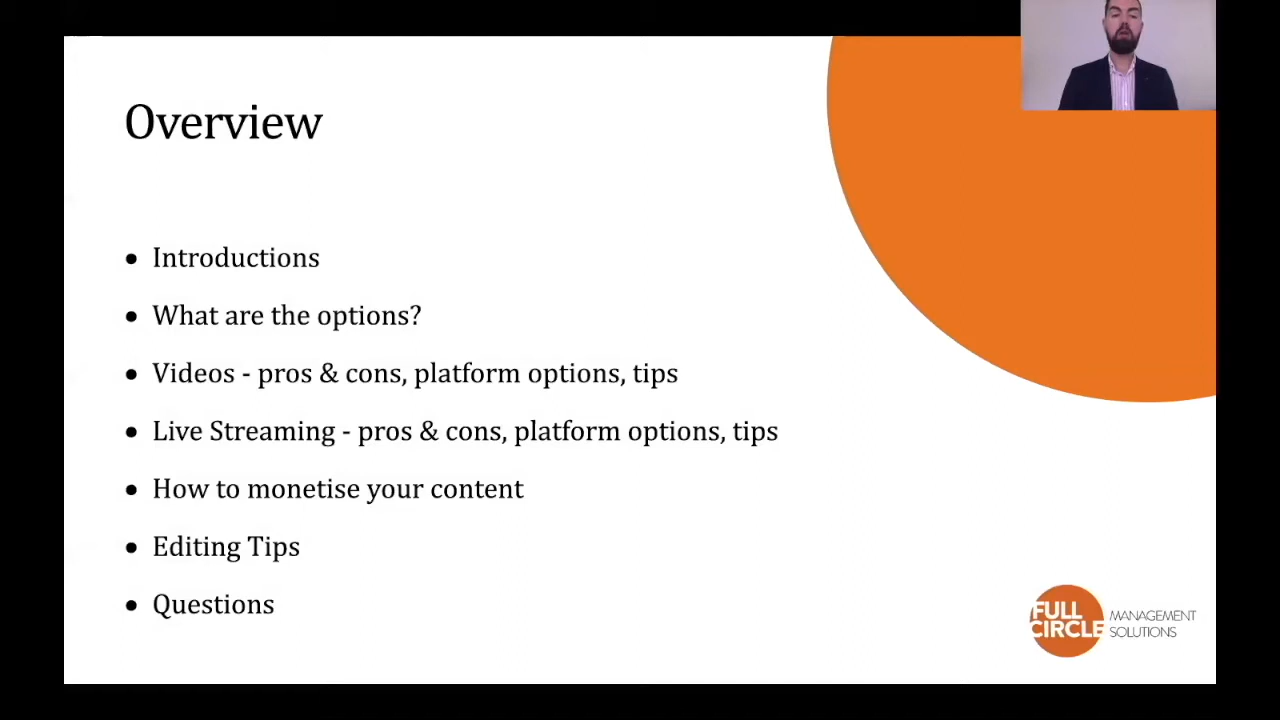 Overview
• Introductions
• What are the options?
• Videos - pros & cons, platform options, tips
• Live Streaming - pros & cons, platform options, tips
• How to monetise your content
• Editing Tips
• Questions
FULL
CIRCLE
MANAGEMENT
SOLUTIONS